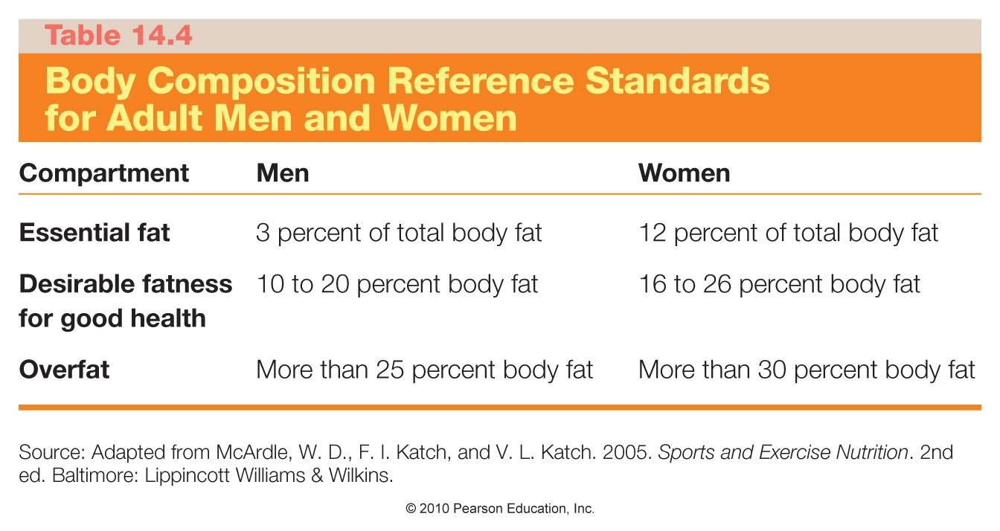 Table 14.4
Body Composition Reference Standards
for Adult Men and Women
Compartment Men Women
Essential fat 3 percent of total body fat 12 percent of total body fat
Desirable fatness 10 to 20 percent body fat 16 to 26 percent body fat
for good health
Overfat More than 25 percent body fat More than 30 percent body fat
Source: Adapted from McArdle, W. D., F. I. Katch, and V. L. Katch. 2005. Sports and Exercise Nutrition. 2nd
ed. Baltimore: Lippincott Williams & Wilkins.
© 2010 Pearson Education, Inc.